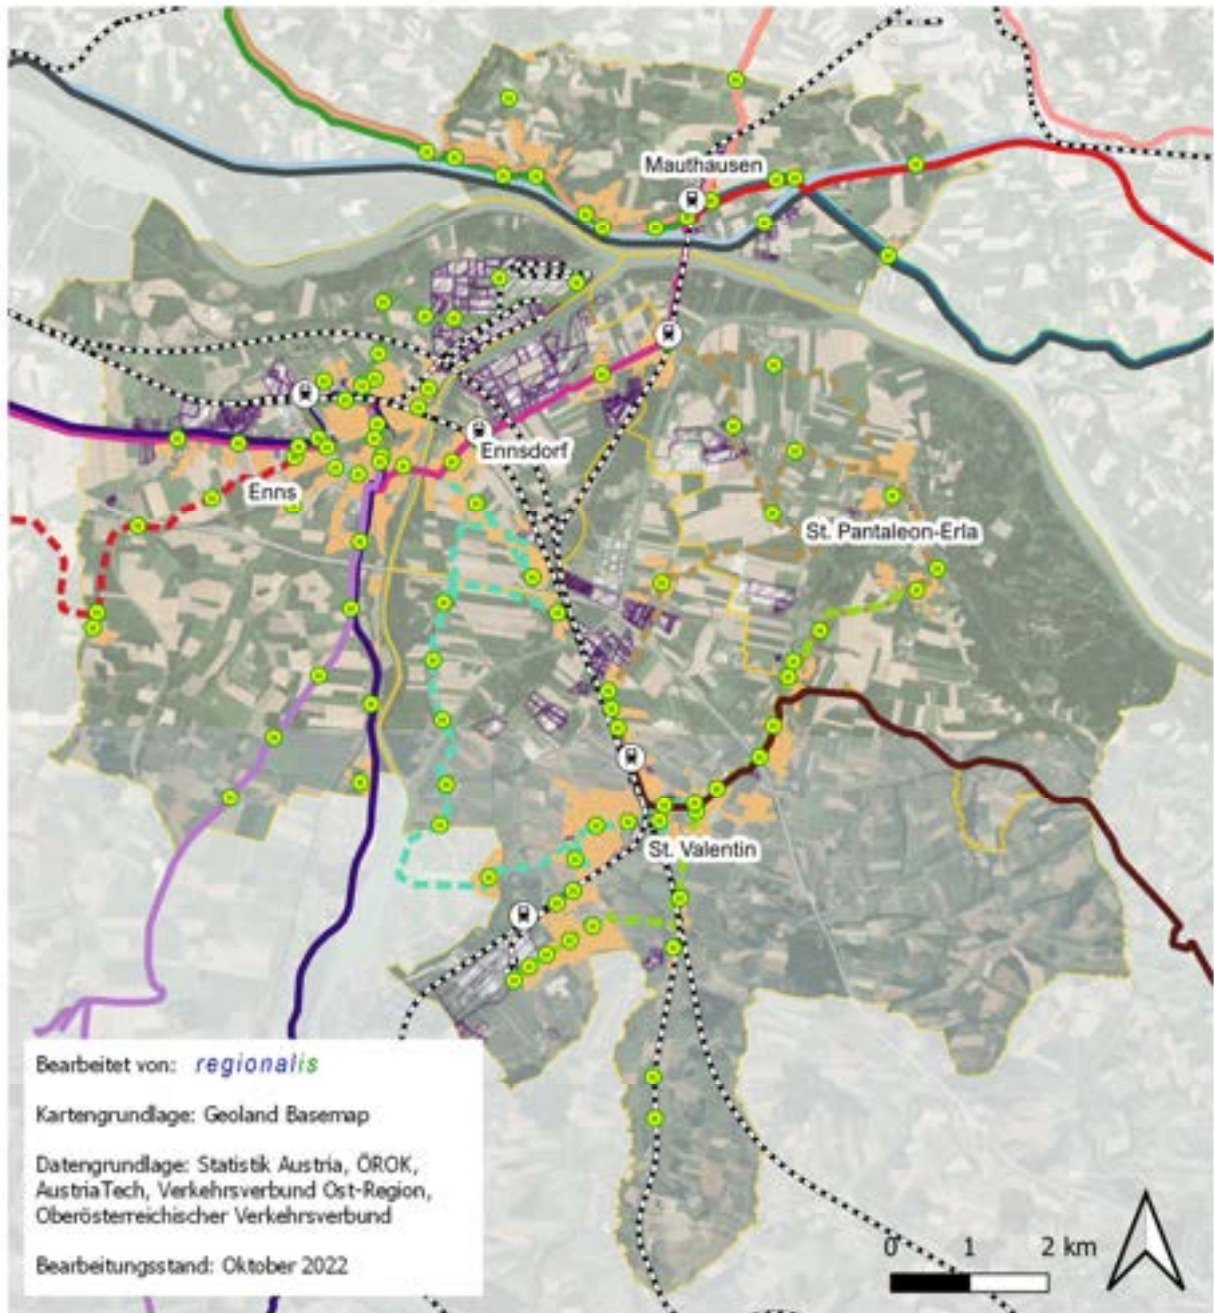 Mauthausen
Ennsdorf
Enns
St. Pantaleon-Erla
St. Valentin
Bearbeitet von: regionalis
Kartengrundlage: Geoland Basemap
Datengrundlage: Statistik Austria, ÖROK,
AustriaTech, Verkehrsverbund Ost-Region,
Oberösterreichischer Verkehrsverbund
Bearbeitungsstand: Oktober 2022
0 1 2 km